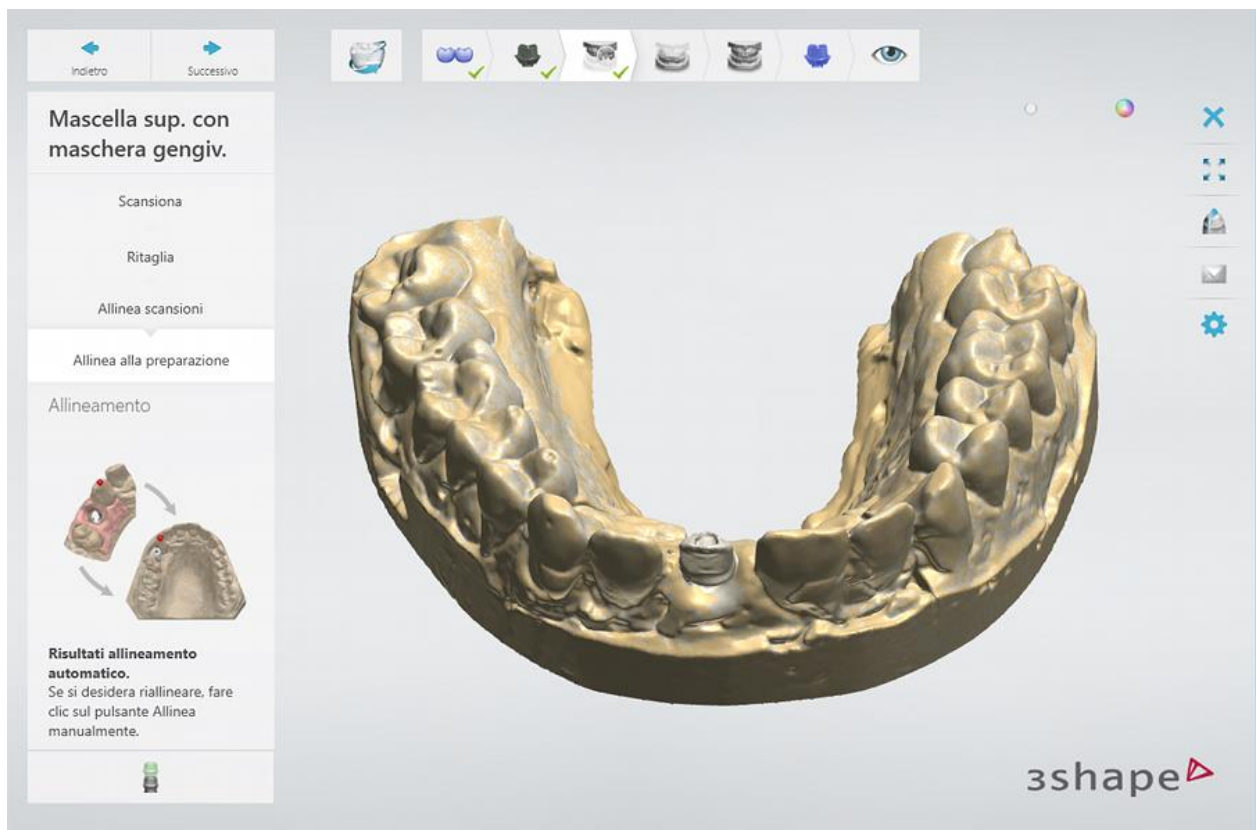 Indietro
Successivo
Mascella sup. con
maschera gengiv.
Scansiona
Ritaglia
Allinea scansioni
Allinea alla preparazione
Allineamento
Risultati allineamento
automatico.
Se si desidera riallineare, fare
clic sul pulsante Allinea
manualmente.
3shape